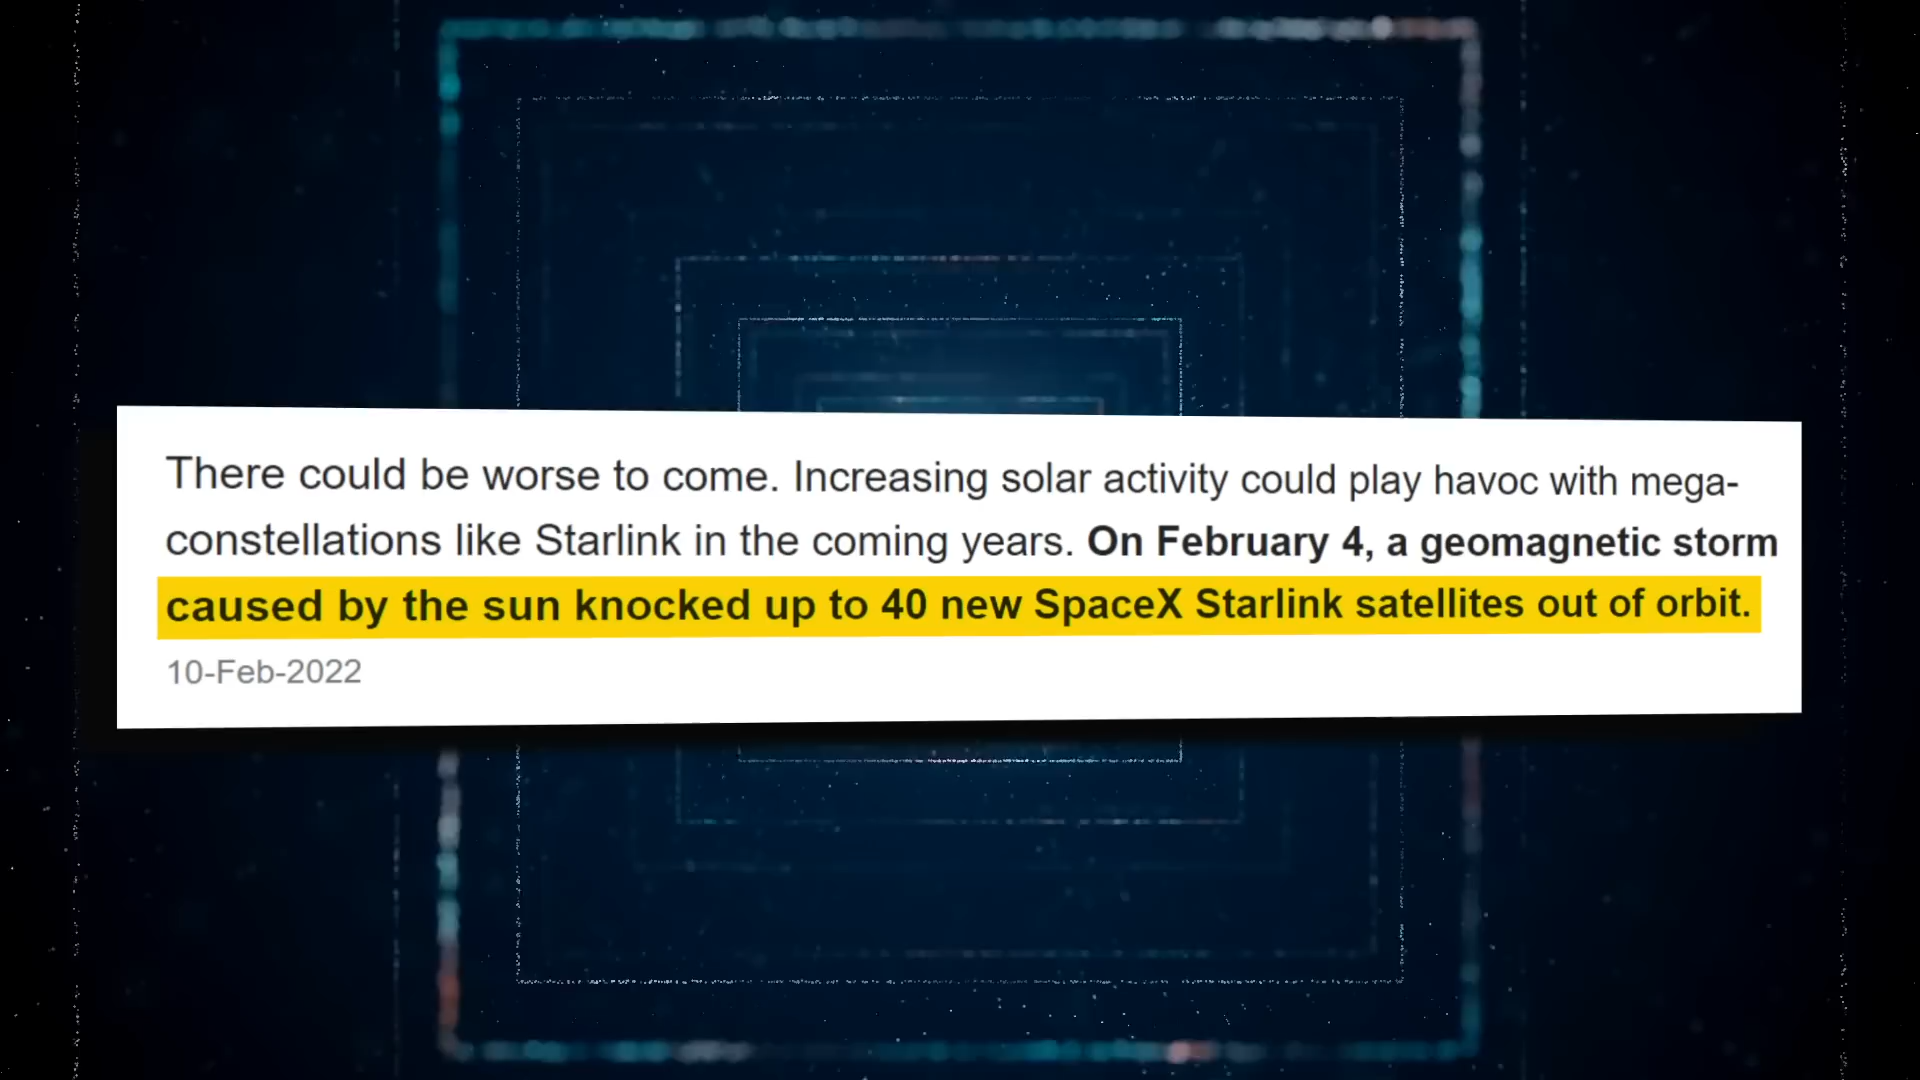 There could be worse to come. Increasing solar activity could play havoc with mega-
constellations like Starlink in the coming years. On February 4, a geomagnetic storm
caused by the sun knocked up to 40 new SpaceX Starlink satellites out of orbit.
10-Feb-2022